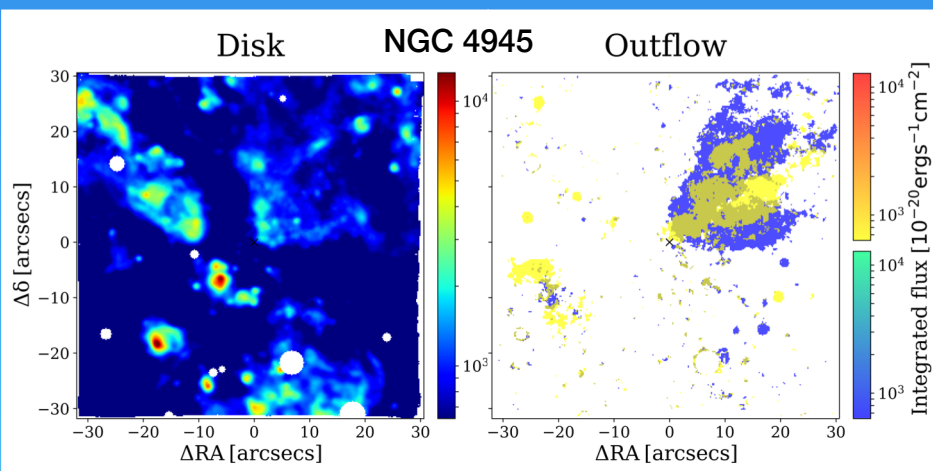 Disk
NGC 4945
Outflow
30
20
10
0
−10
−20
−30
Δδ [arcsecs]
−30 −20 −10 0 10 20 30
ΔRA [arcsecs]
10⁴
10³
−30 −20 −10 0 10 20 30
ΔRA [arcsecs]
10⁴
10³
10⁴
10³
Integrated flux [10⁻²⁰ergs⁻¹cm⁻²]